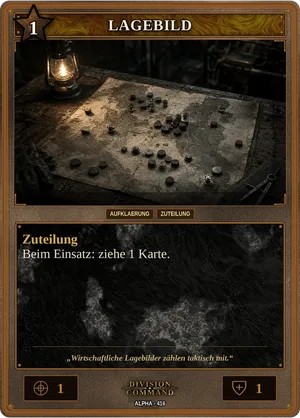 1
LAGEBILD
AUFKLAERUNG ZUTEILUNG
Zuteilung
Beim Einsatz: ziehe 1 Karte.
„Wirtschaftliche Lagebilder zählen taktisch mit.“
1
DIVISION
COMMAND
ALPHA · 416
1